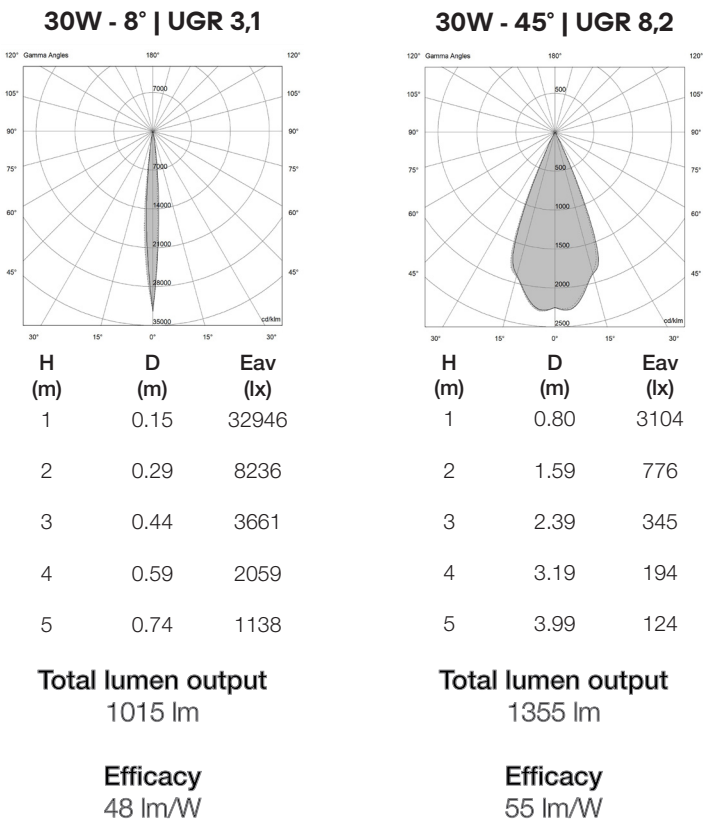 30W - 8° | UGR 3,1
120° Gamma Angles 180° 120°
105° 7000 105°
90° 90°
75° 7000 75°
60° 14000 60°
21000
45° 28000 45°
35000 cd/klm
30° 15° 0° 15° 30°
H D Eav
(m) (m) (lx)
1 0.15 32946
2 0.29 8236
3 0.44 3661
4 0.59 2059
5 0.74 1138
Total lumen output
1015 lm
Efficacy
48 lm/W
30W - 45° | UGR 8,2
120° Gamma Angles 180° 120°
105° 500 105°
90° 90°
75° 500 75°
60° 1000 60°
1500
45° 2000 45°
2500 cd/klm
30° 15° 0° 15° 30°
H D Eav
(m) (m) (lx)
1 0.80 3104
2 1.59 776
3 2.39 345
4 3.19 194
5 3.99 124
Total lumen output
1355 lm
Efficacy
55 lm/W